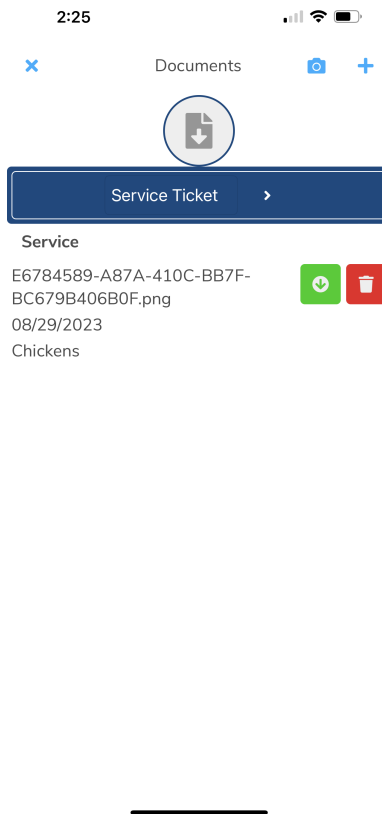 2:25
Documents
Service Ticket
Service
E6784589-A87A-410C-BB7F-
BC679B406B0F.png
08/29/2023
Chickens